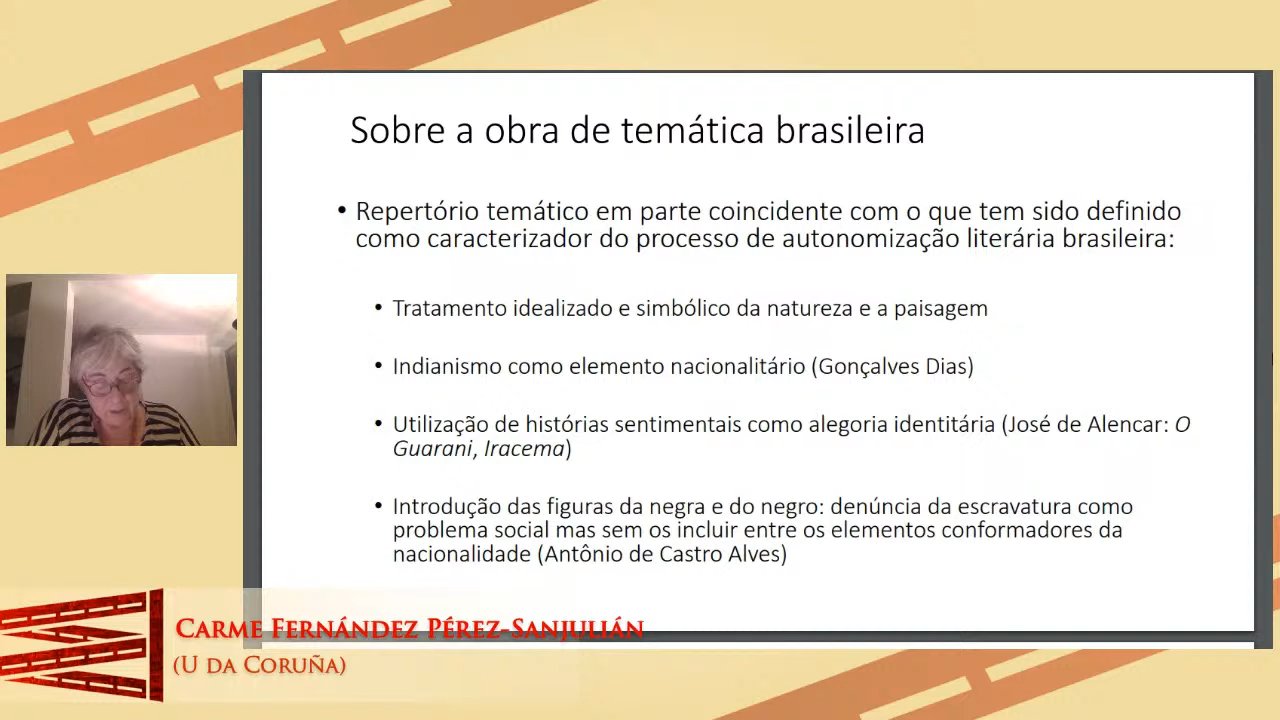 Sobre a obra de temática brasileira
• Repertório temático em parte coincidente com o que tem sido definido
como caracterizador do processo de autonomização literária brasileira:
• Tratamento idealizado e simbólico da natureza e a paisagem
• Indianismo como elemento nacionalitário (Gonçalves Dias)
• Utilização de histórias sentimentais como alegoria identitária (José de Alencar: O
Guarani, Iracema)
• Introdução das figuras da negra e do negro: denúncia da escravatura como
problema social mas sem os incluir entre os elementos conformadores da
nacionalidade (Antônio de Castro Alves)
Carme Fernández Pérez-Sanjulián
(U da Coruña)